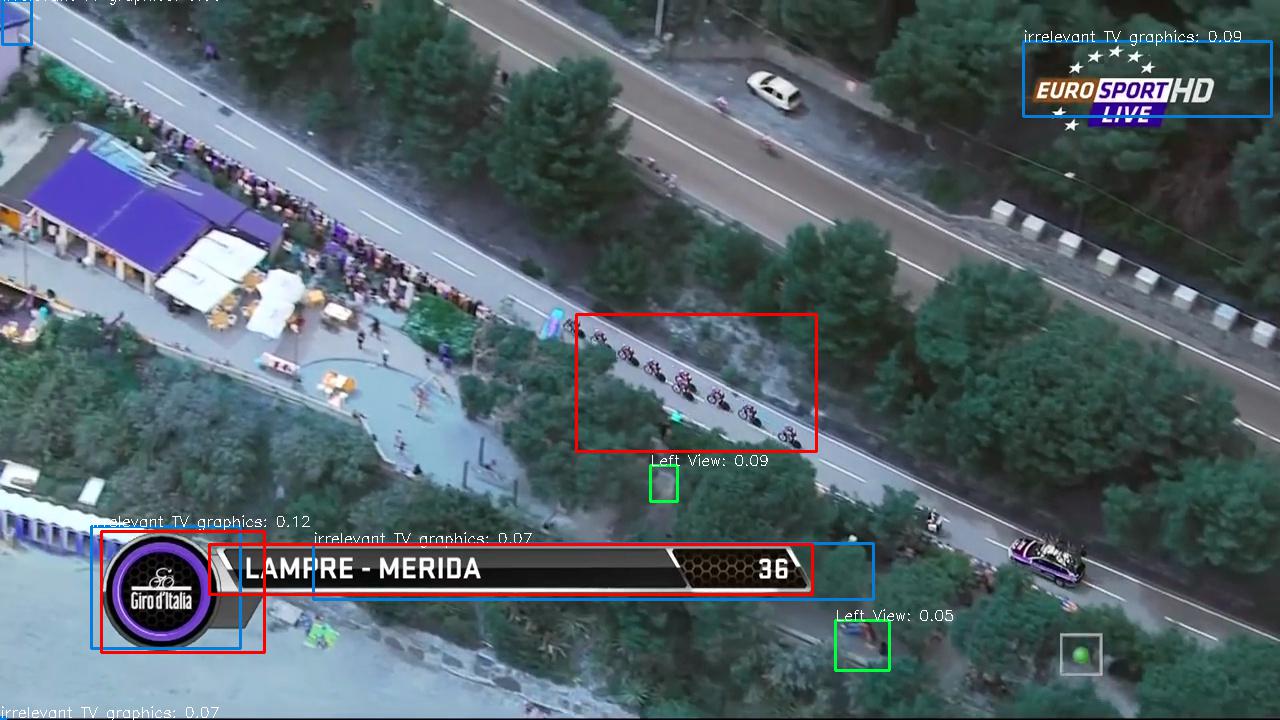 irrelevant TV graphics: 0.09
EUROSPORT HD
LIVE
Left View: 0.09
irrelevant TV graphics: 0.12
irrelevant TV graphics: 0.07
LAMPRE - MERIDA 36
Giro d'Italia
Left View: 0.05
irrelevant TV graphics: 0.07